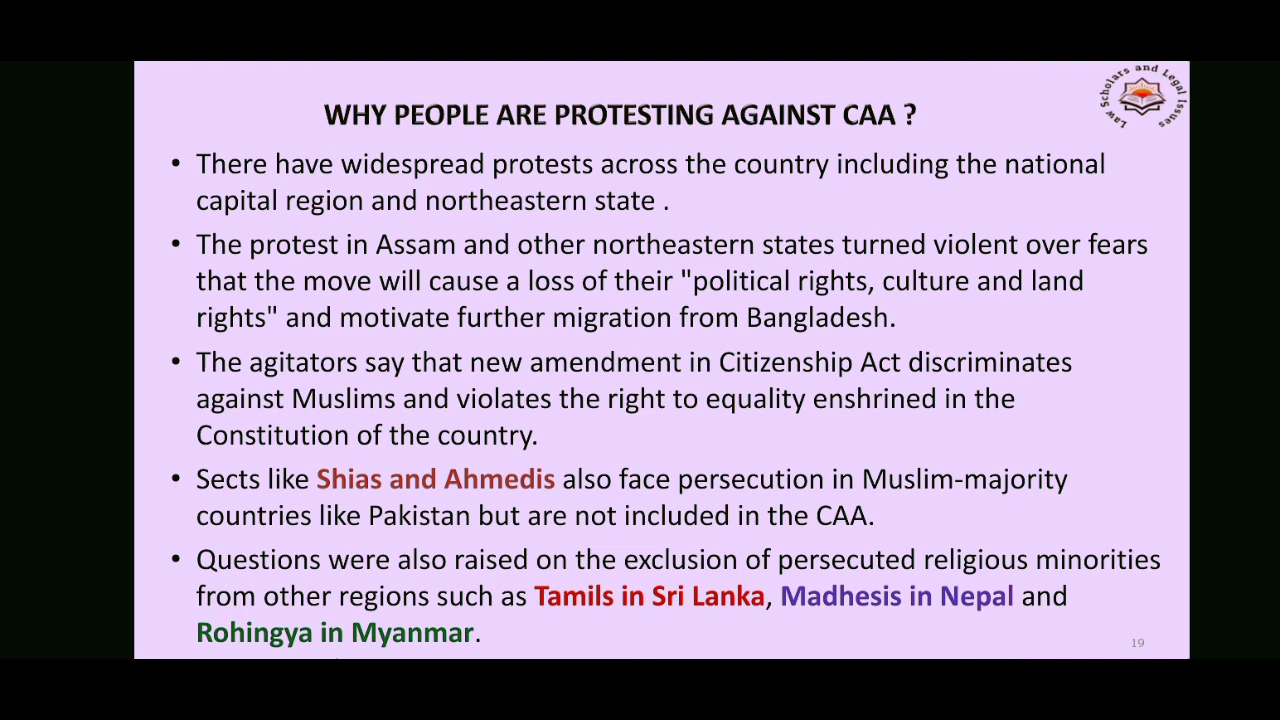 Law Scholars and Legal Issues
WHY PEOPLE ARE PROTESTING AGAINST CAA ?
• There have widespread protests across the country including the national
capital region and northeastern state .
• The protest in Assam and other northeastern states turned violent over fears
that the move will cause a loss of their "political rights, culture and land
rights" and motivate further migration from Bangladesh.
• The agitators say that new amendment in Citizenship Act discriminates
against Muslims and violates the right to equality enshrined in the
Constitution of the country.
• Sects like Shias and Ahmedis also face persecution in Muslim-majority
countries like Pakistan but are not included in the CAA.
• Questions were also raised on the exclusion of persecuted religious minorities
from other regions such as Tamils in Sri Lanka, Madhesis in Nepal and
Rohingya in Myanmar.
19